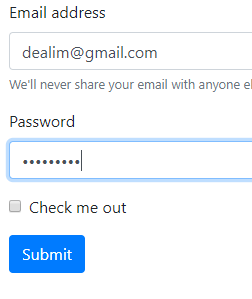 Email address
dealim@gmail.com
We'll never share your email with anyone
Password
•••••••••
Check me out
Submit